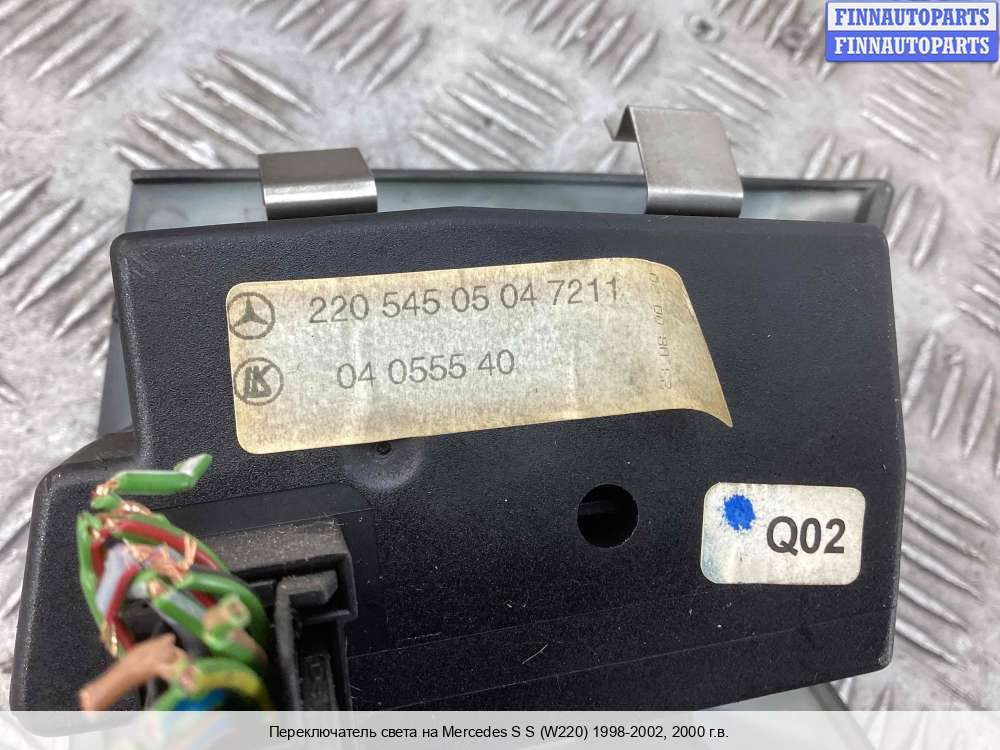 FINNAUTOPARTS
FINNAUTOPARTS
220 545 05 04 7211
04 0555 40
Q02
Переключатель света на Mercedes S S (W220) 1998-2002, 2000 г.в.